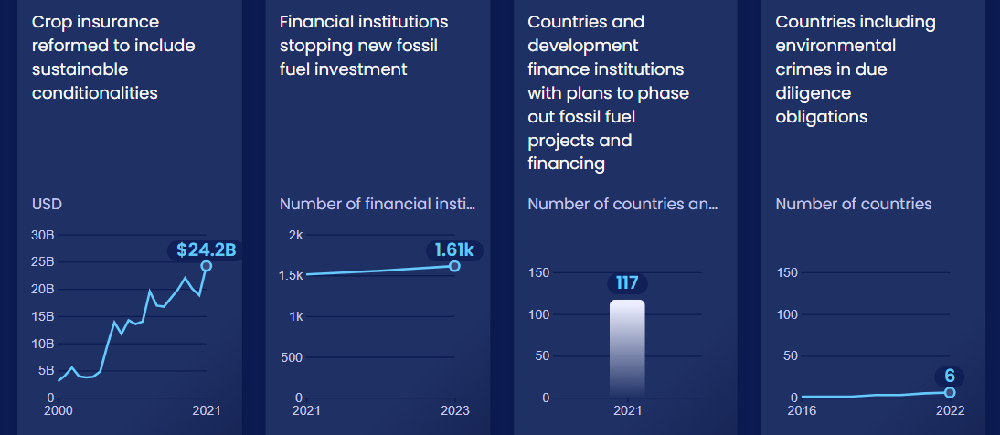 Crop insurance
reformed to include
sustainable
conditionalities
USD
30B
25B
20B
15B
10B
5B
0
$24.2B
2000
2021
Financial institutions
stopping new fossil
fuel investment
Number of financial insti...
2k
1.5k
1k
500
0
1.61k
2021
2023
Countries and
development
finance institutions
with plans to phase
out fossil fuel
projects and
financing
Number of countries an...
150
100
50
0
117
2021
Countries including
environmental
crimes in due
diligence
obligations
Number of countries
150
100
50
0
6
2016
2022